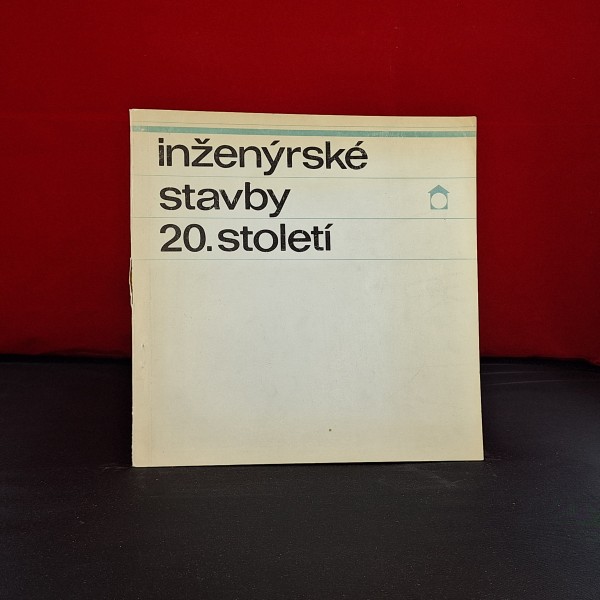 inženýrské
stavby
20. století